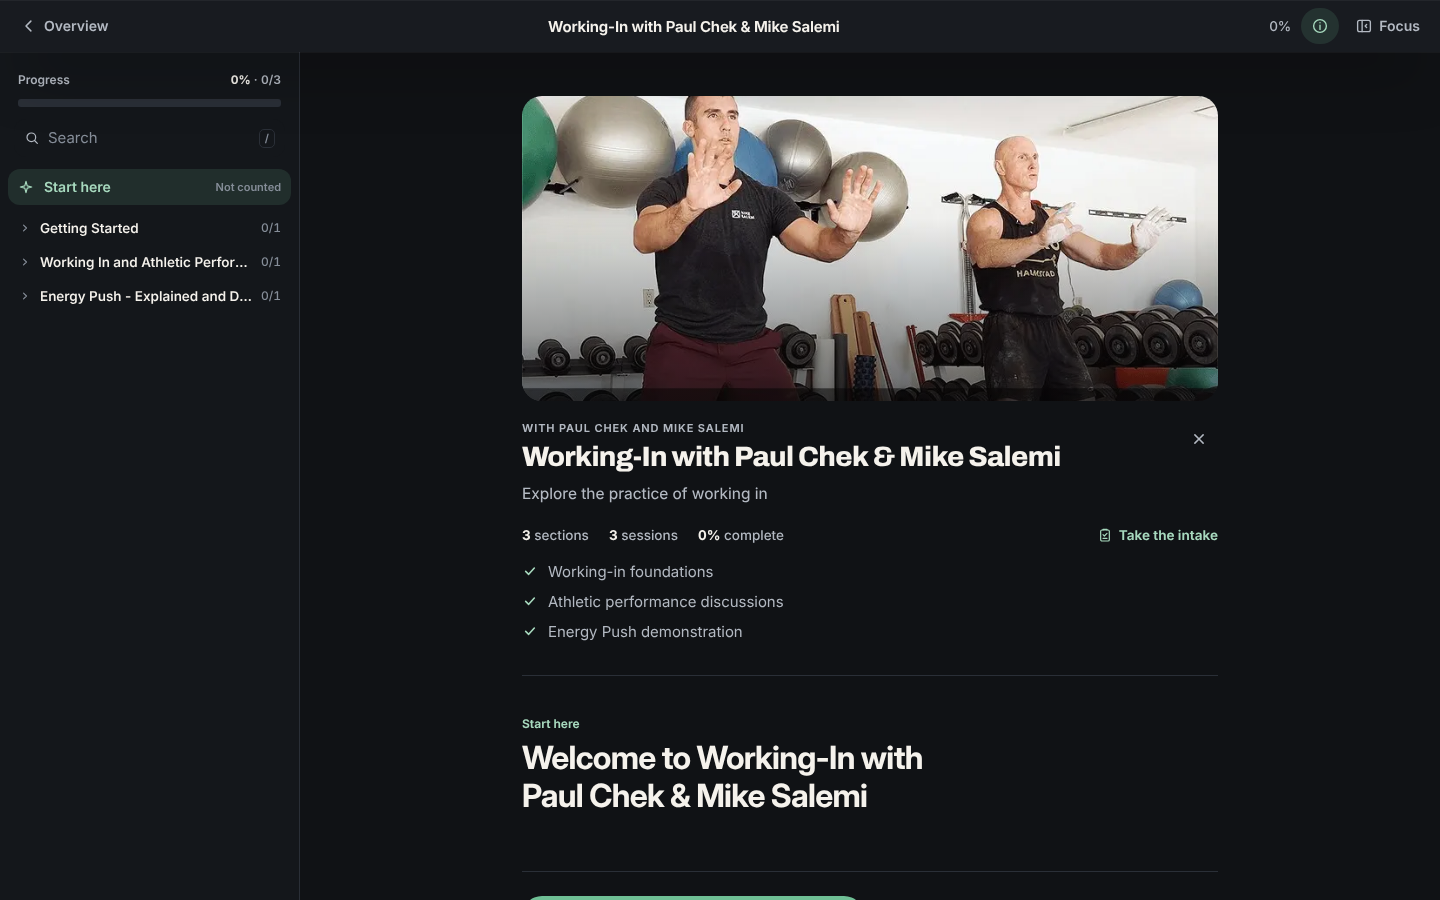 Overview
Working-In with Paul Chek & Mike Salemi
0%
Focus
Progress
0% · 0/3
Search
/
Start here
Not counted
Getting Started
0/1
Working In and Athletic Perfor...
0/1
Energy Push - Explained and D...
0/1
HALMSTAD
WITH PAUL CHEK AND MIKE SALEMI
Working-In with Paul Chek & Mike Salemi
Explore the practice of working in
3 sections 3 sessions 0% complete
Take the intake
Working-in foundations
Athletic performance discussions
Energy Push demonstration
Start here
Welcome to Working-In with
Paul Chek & Mike Salemi